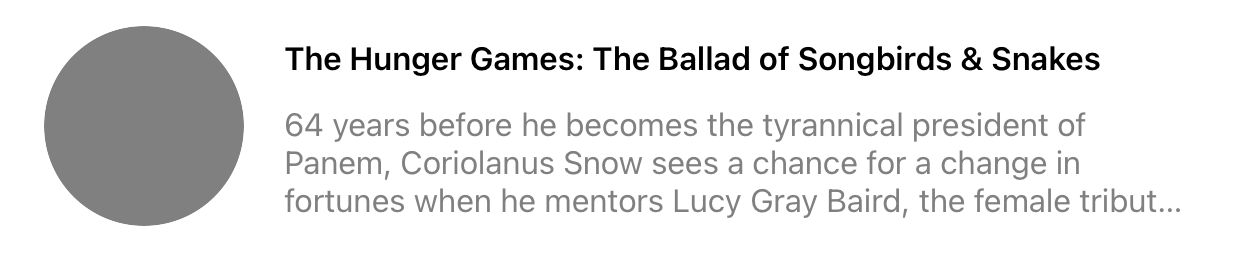 The Hunger Games: The Ballad of Songbirds & Snakes
64 years before he becomes the tyrannical president of
Panem, Coriolanus Snow sees a chance for a change in
fortunes when he mentors Lucy Gray Baird, the female tribut...